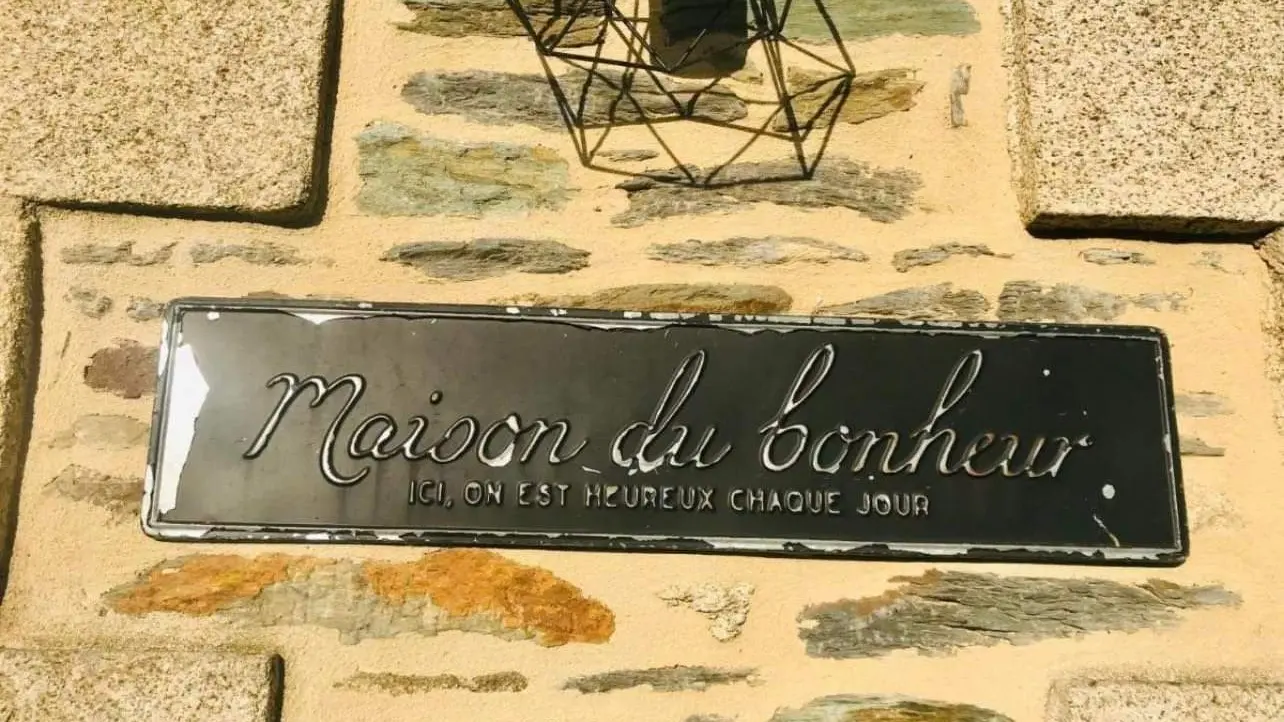 Maison du bonheur
ICI, ON EST HEUREUX CHAQUE JOUR